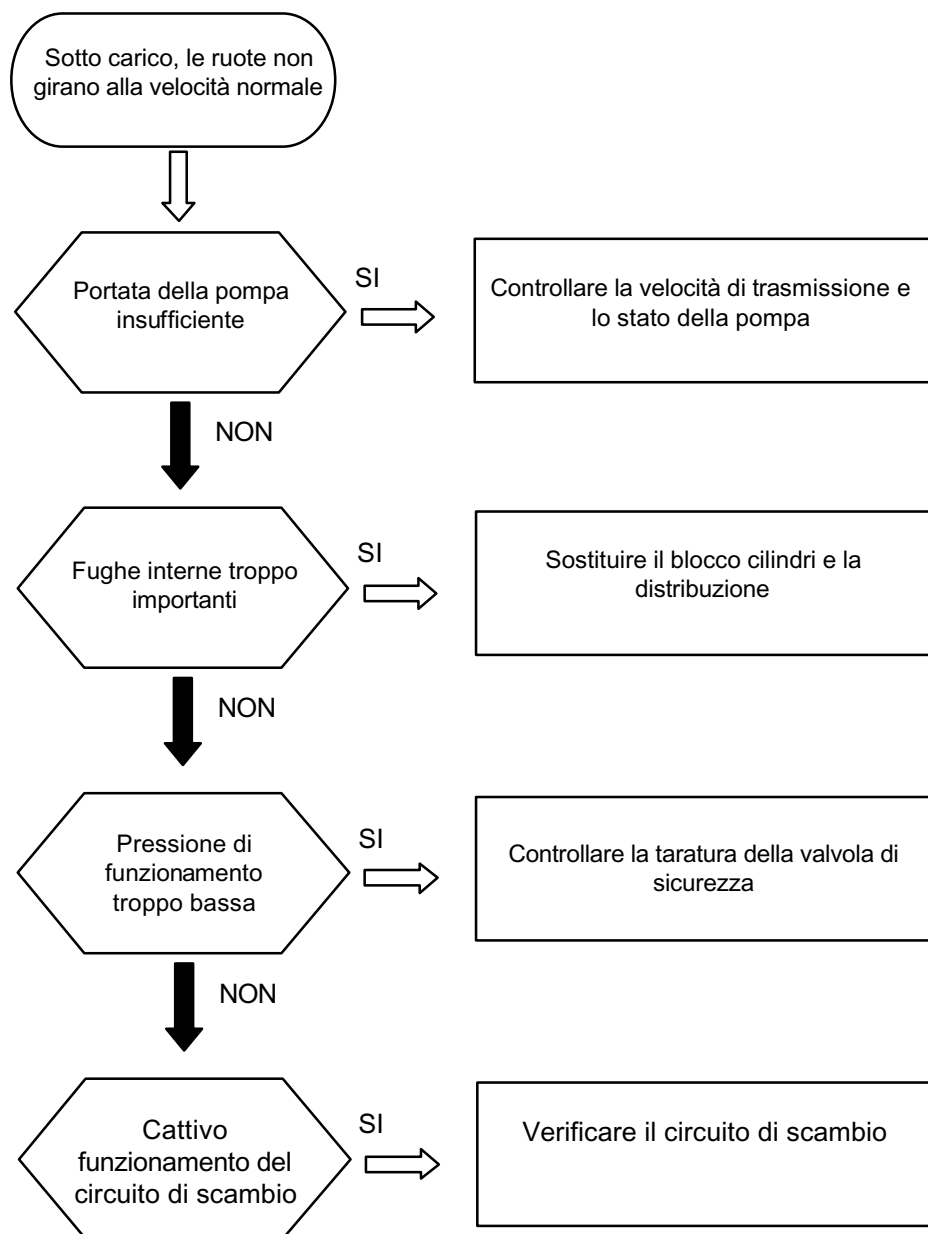 Sotto carico, le ruote non
girano alla velocità normale
Portata della pompa
insufficiente
SI
Controllare la velocità di trasmissione e
lo stato della pompa
NON
Fughe interne troppo
importanti
SI
Sostituire il blocco cilindri e la
distribuzione
NON
Pressione di
funzionamento
troppo bassa
SI
Controllare la taratura della valvola di
sicurezza
NON
Cattivo
funzionamento del
circuito di scambio
SI
Verificare il circuito di scambio